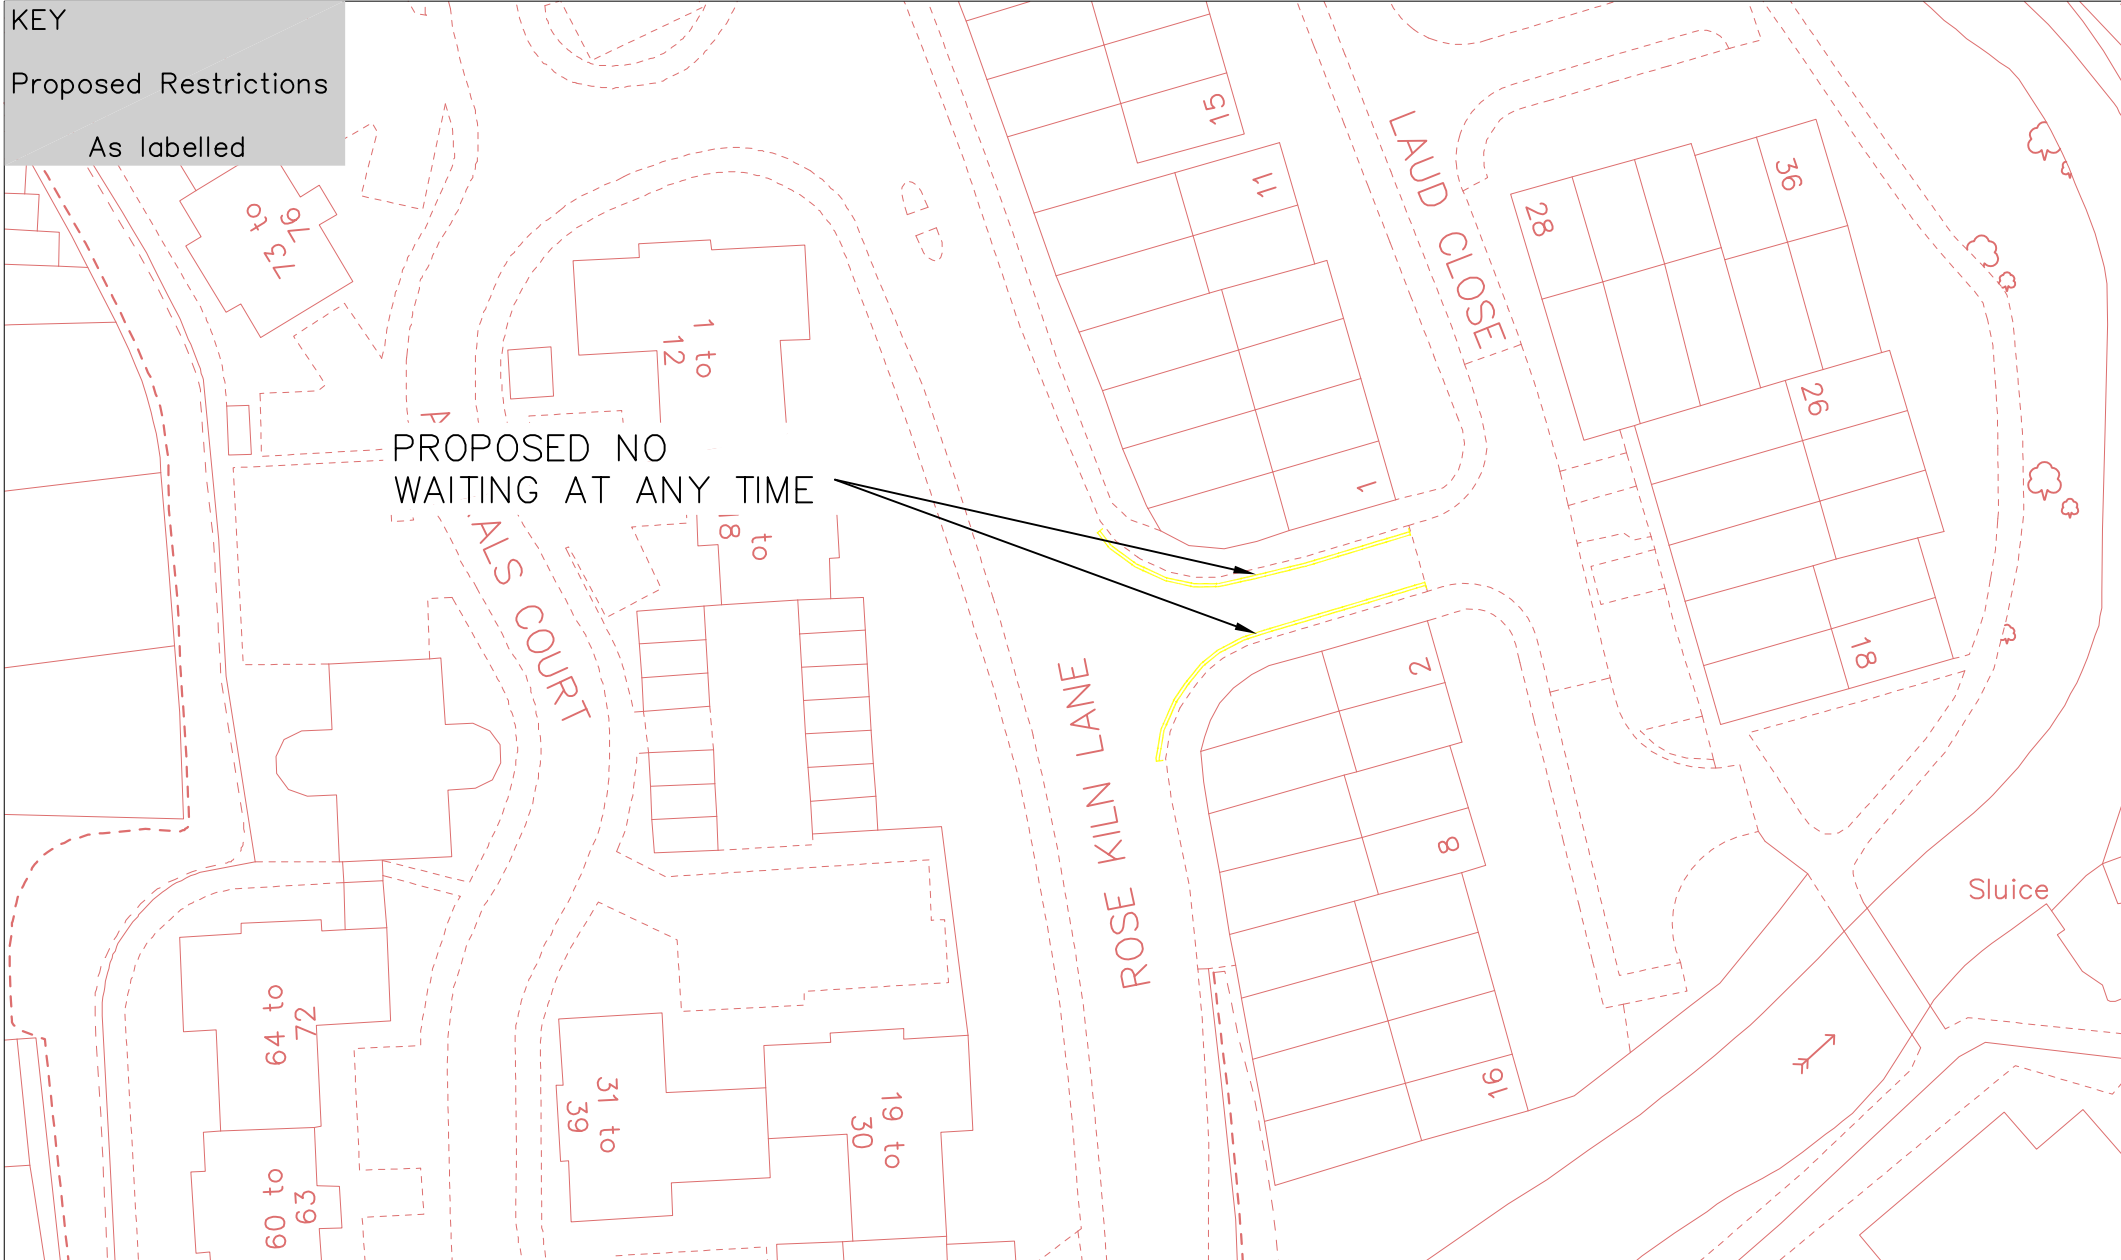 KEY
Proposed Restrictions
As labelled
73 to
76
1 to
12
15
11
LAUD CLOSE
28
36
26
PROPOSED NO
WAITING AT ANY TIME
1
to
ALS COURT
2
18
ROSE KILN LANE
8
Sluice
64 to
72
16
31 to
39
19 to
30
60 to
63